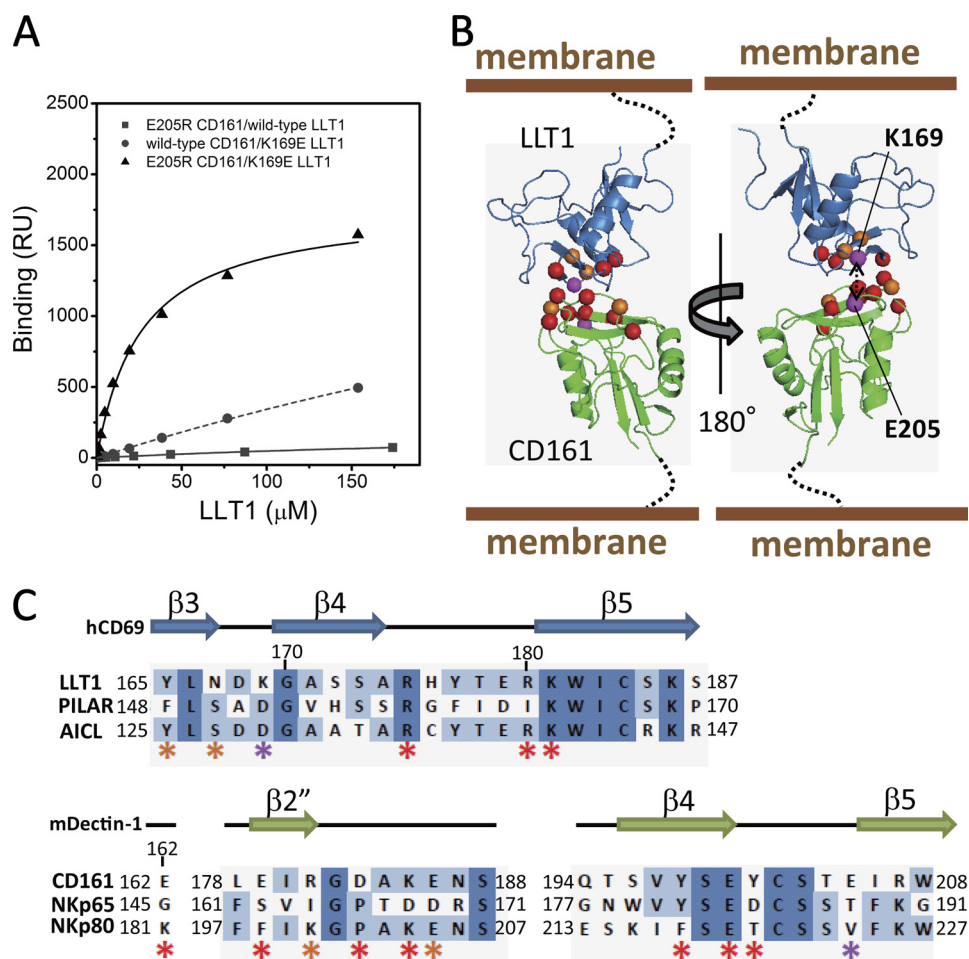 A
2500
2000
1500
1000
500
0
Binding (RU)
E205R CD161/wild-type LLT1
wild-type CD161/K169E LLT1
E205R CD161/K169E LLT1
0 50 100 150
LLT1 (μM)
B
membrane membrane
LLT1
K169
180°
CD161
E205
membrane
membrane
C
β3 β4 β5
hCD69
170 180
LLT1 165 Y L N D K G A S S A R H Y T E R K W I C S K S 187
PILAR 148 F L S A D G V H S S R G F I D I K W I C S K P 170
AICL 125 Y L S D D G A A T A R C Y T E R K W I C R K R 147
* * * * * *
β2” β4 β5
mDectin-1
162
CD161 162 E 178 L E I R G D A K E N S 188 194 Q T S V Y S E Y C S T E I R W 208
NKp65 145 G 161 F S V I G P T D D R S 171 177 G N W V Y S E D C S S T F K G 191
NKp80 181 K 197 F F I K G P A K E N S 207 213 E S K I F S E T C S S V F K W 227
* * * * * * * * * *